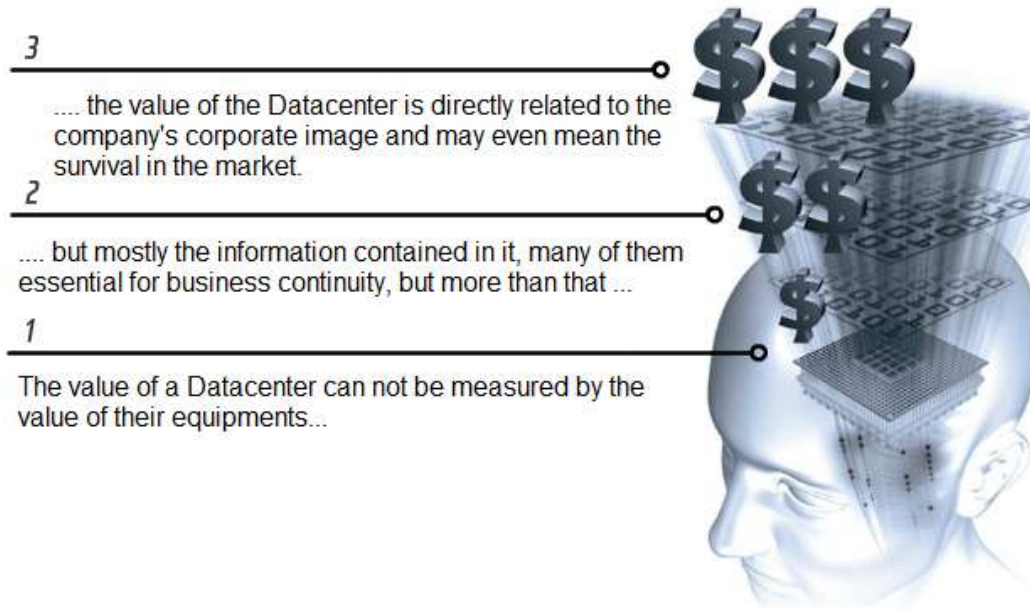 3
.... the value of the Datacenter is directly related to the
company's corporate image and may even mean the
survival in the market.
2
.... but mostly the information contained in it, many of them
essential for business continuity, but more than that ...
1
The value of a Datacenter can not be measured by the
value of their equipments...
$ $ $
$ $
$